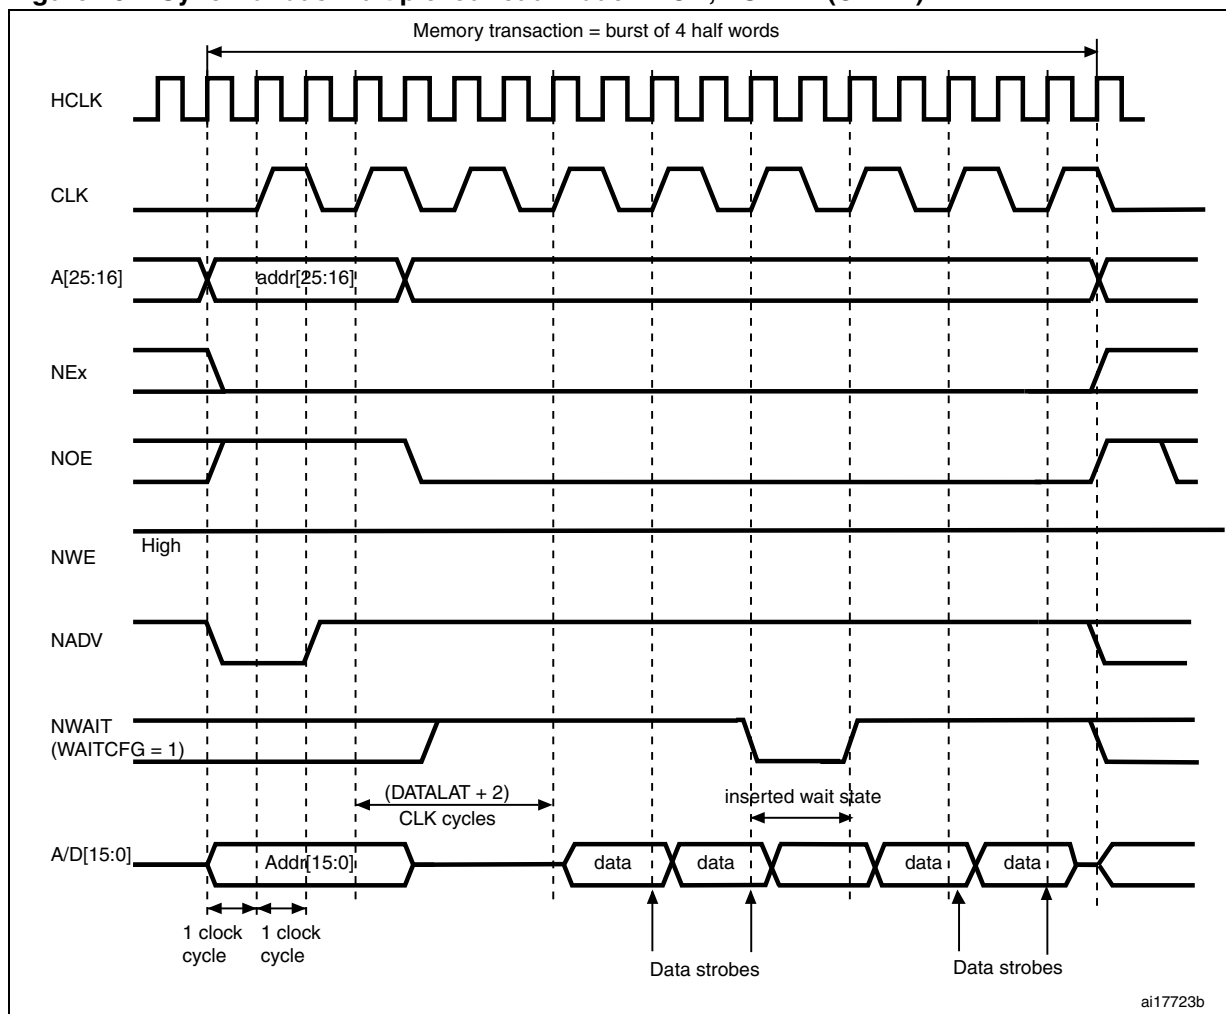 Memory transaction = burst of 4 half words
HCLK
CLK
A[25:16]
addr[25:16]
NEx
NOE
High
NWE
NADV
NWAIT
(WAITCFG = 1)
(DATALAT + 2)
CLK cycles
inserted wait state
A/D[15:0]
Addr[15:0]
data
data
data
data
1 clock
cycle
1 clock
cycle
Data strobes
Data strobes
ai17723b